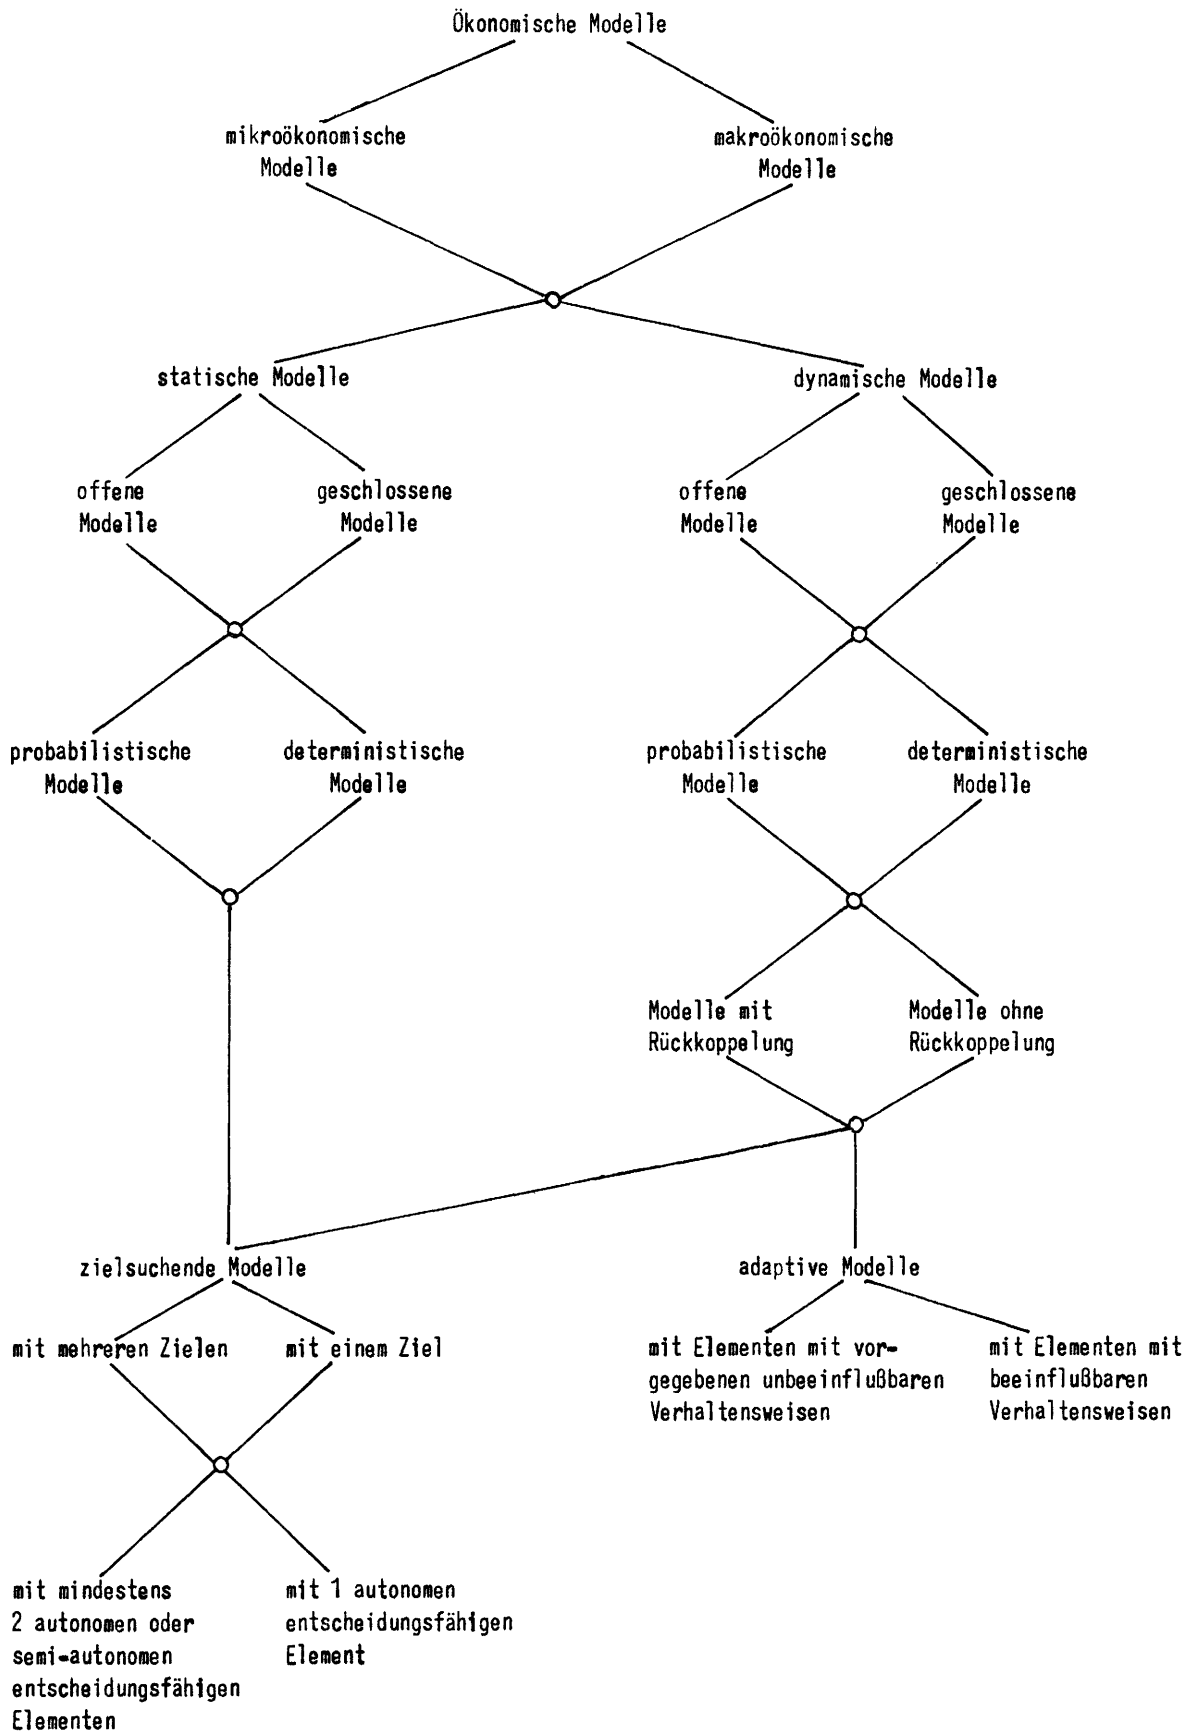 Ökonomische Modelle
mikroökonomische
Modelle
makroökonomische
Modelle
statische Modelle
dynamische Modelle
offene
Modelle
geschlossene
Modelle
offene
Modelle
geschlossene
Modelle
probabilistische
Modelle
deterministische
Modelle
probabilistische
Modelle
deterministische
Modelle
Modelle mit
Rückkoppelung
Modelle ohne
Rückkoppelung
zielsuchende Modelle
adaptive Modelle
mit mehreren Zielen
mit einem Ziel
mit Elementen mit vor-
gegebenen unbeeinflußbaren
Verhaltensweisen
mit Elementen mit
beeinflußbaren
Verhaltensweisen
mit mindestens
2 autonomen oder
semi-autonomen
entscheidungsfähigen
Elementen
mit 1 autonomen
entscheidungsfähigen
Element